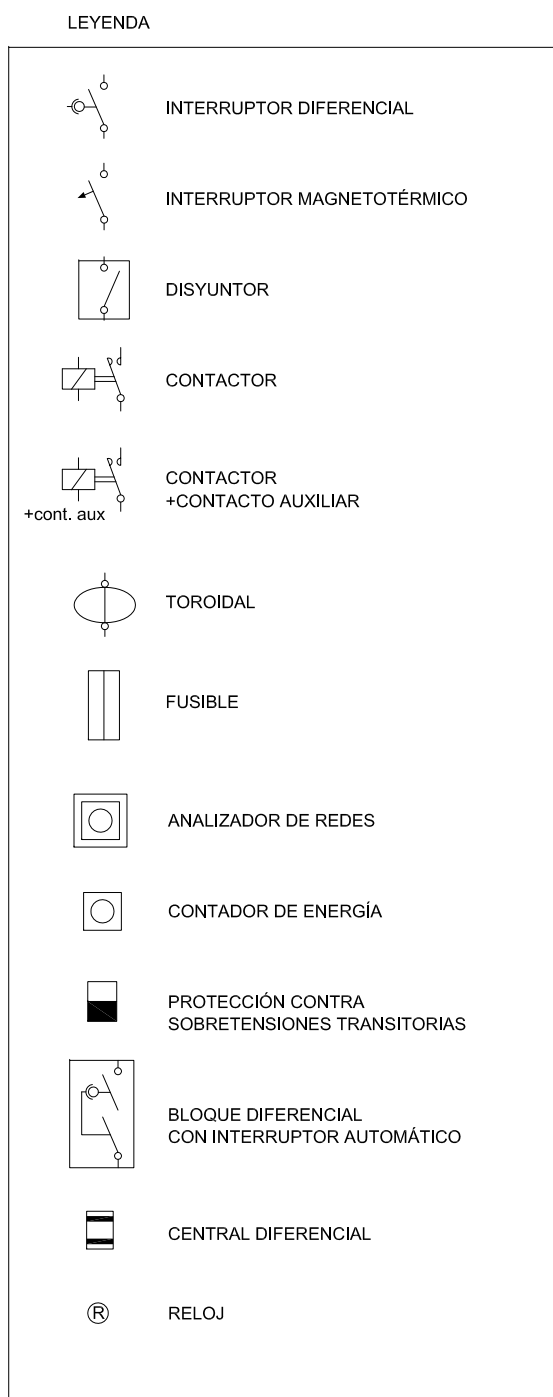 LEYENDA
INTERRUPTOR DIFERENCIAL
INTERRUPTOR MAGNETOTÉRMICO
DISYUNTOR
CONTACTOR
CONTACTOR
+CONTACTO AUXILIAR
+cont. aux
TOROIDAL
FUSIBLE
ANALIZADOR DE REDES
CONTADOR DE ENERGÍA
PROTECCIÓN CONTRA
SOBRETENSIONES TRANSITORIAS
BLOQUE DIFERENCIAL
CON INTERRUPTOR AUTOMÁTICO
CENTRAL DIFERENCIAL
R RELOJ